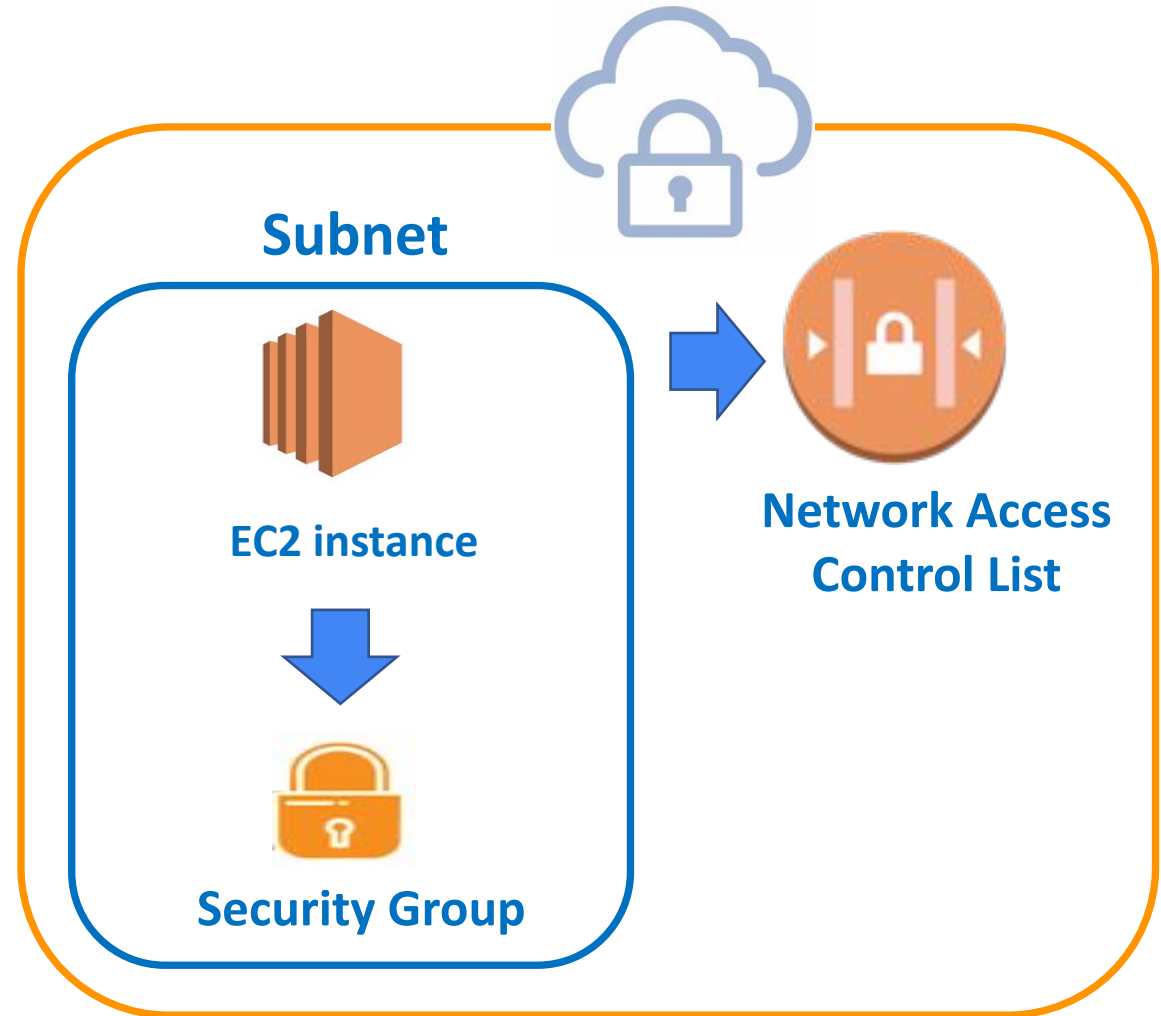 Subnet
EC2 instance
Network Access
Control List
Security Group